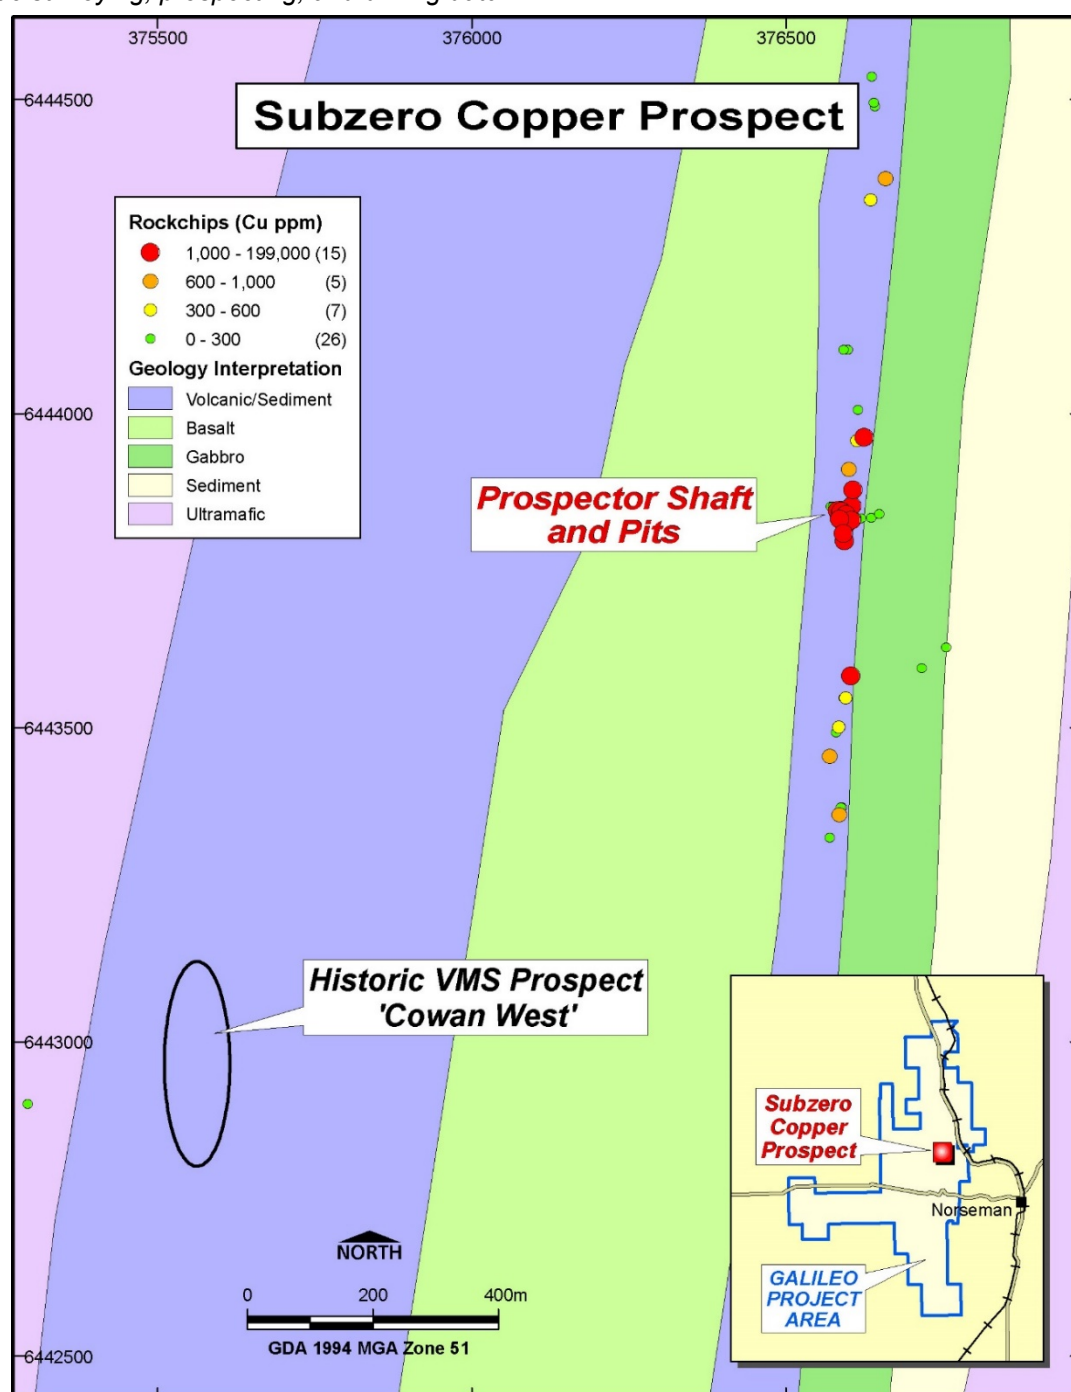 375500
376000
376500
6444500
Subzero Copper Prospect
Rockchips (Cu ppm)
1,000 - 199,000 (15)
600 - 1,000 (5)
300 - 600 (7)
0 - 300 (26)
Geology Interpretation
Volcanic/Sediment
Basalt
Gabbro
Sediment
Ultramafic
6444000
Prospector Shaft
and Pits
6443500
Historic VMS Prospect
'Cowan West'
6443000
Subzero
Copper
Prospect
Norseman
GALILEO
PROJECT
AREA
NORTH
0 200 400m
GDA 1994 MGA Zone 51
6442500